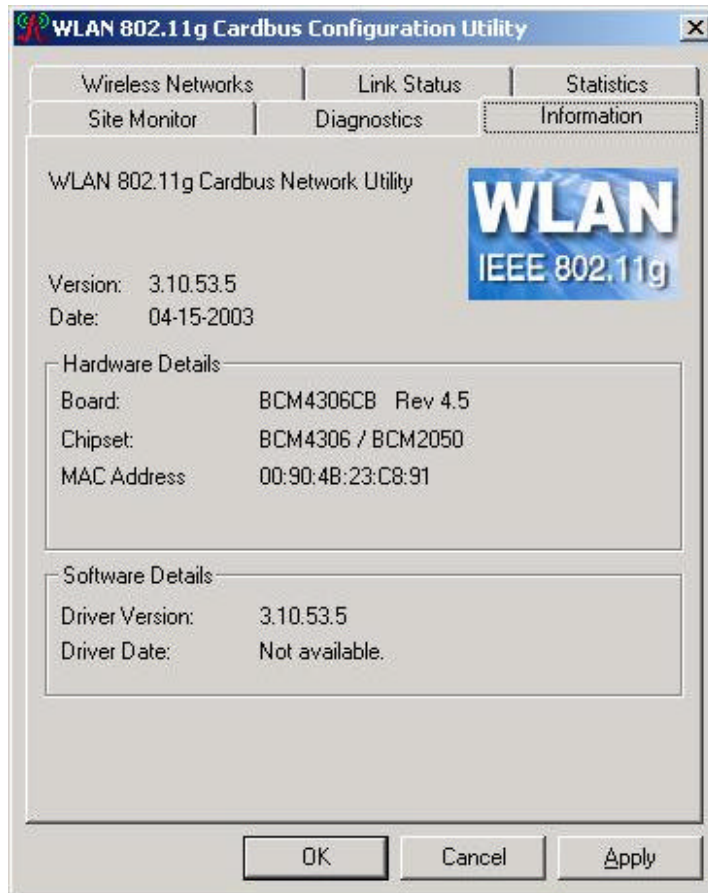 WLAN 802.11g Cardbus Configuration Utility
Wireless Networks Link Status Statistics
Site Monitor Diagnostics Information
WLAN 802.11g Cardbus Network Utility
WLAN
IEEE 802.11g
Version: 3.10.53.5
Date: 04-15-2003
Hardware Details
Board: BCM4306CB Rev 4.5
Chipset: BCM4306 / BCM2050
MAC Address 00:90:4B:23:C8:91
Software Details
Driver Version: 3.10.53.5
Driver Date: Not available.
OK Cancel Apply